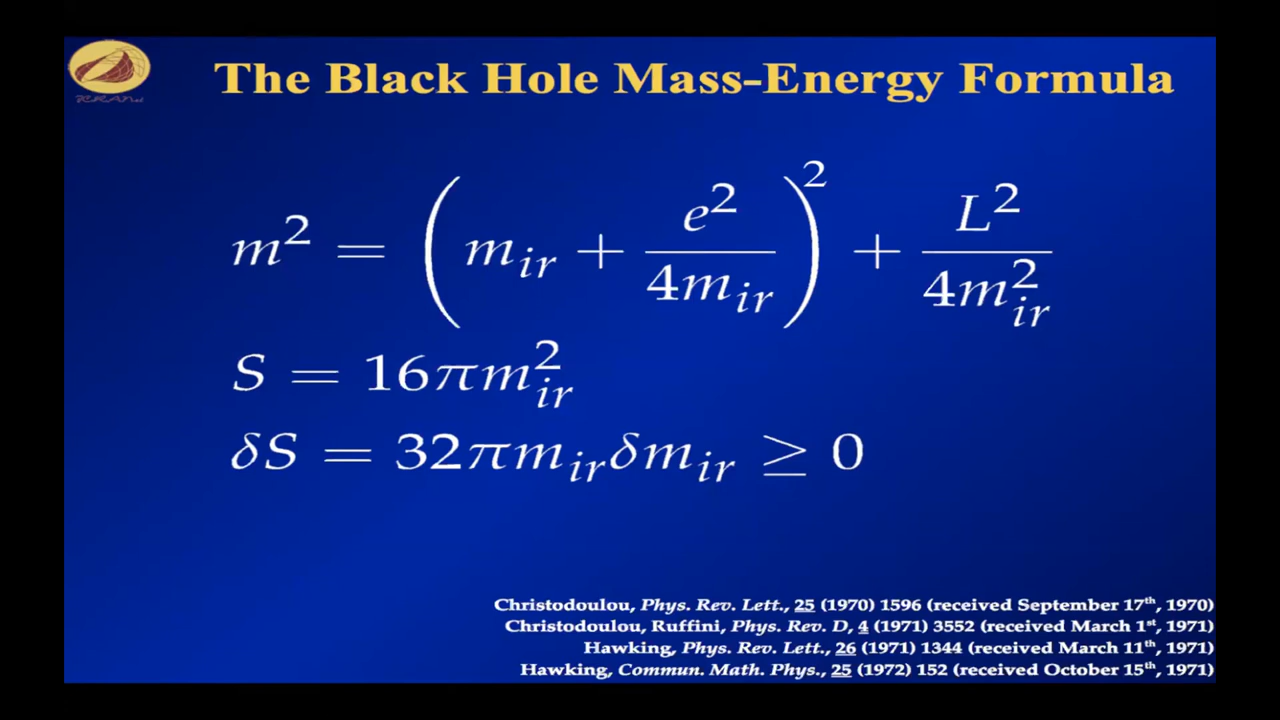 The Black Hole Mass-Energy Formula
m² = (m_ir + e²/4m_ir)² + L²/4m²_ir
S = 16πm²_ir
δS = 32πm_irδm_ir ≥ 0
Christodoulou, Phys. Rev. Lett., 25 (1970) 1596 (received September 17th, 1970)
Christodoulou, Ruffini, Phys. Rev. D, 4 (1971) 3552 (received March 1st, 1971)
Hawking, Phys. Rev. Lett., 26 (1971) 1344 (received March 11th, 1971)
Hawking, Commun. Math. Phys., 25 (1972) 152 (received October 15th, 1971)